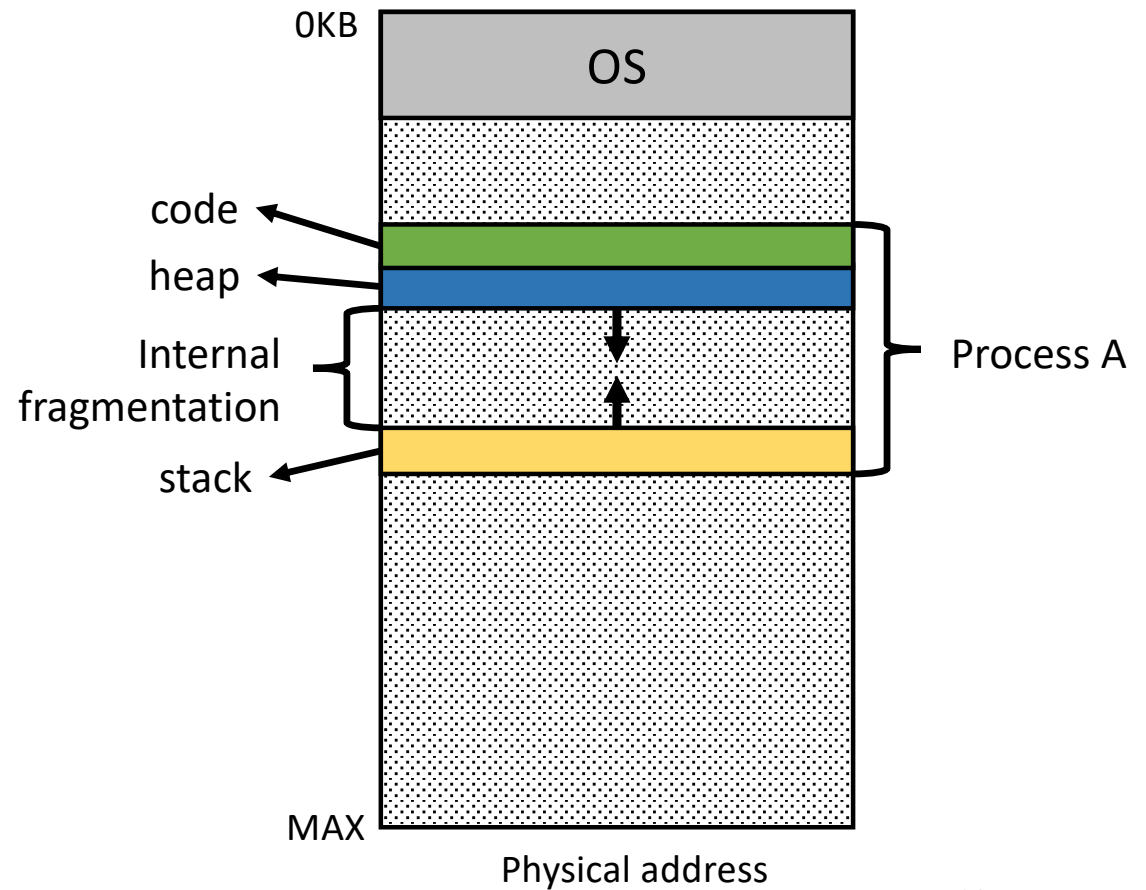 0KB
OS
code
heap
Internal
fragmentation
Process A
stack
MAX
Physical address